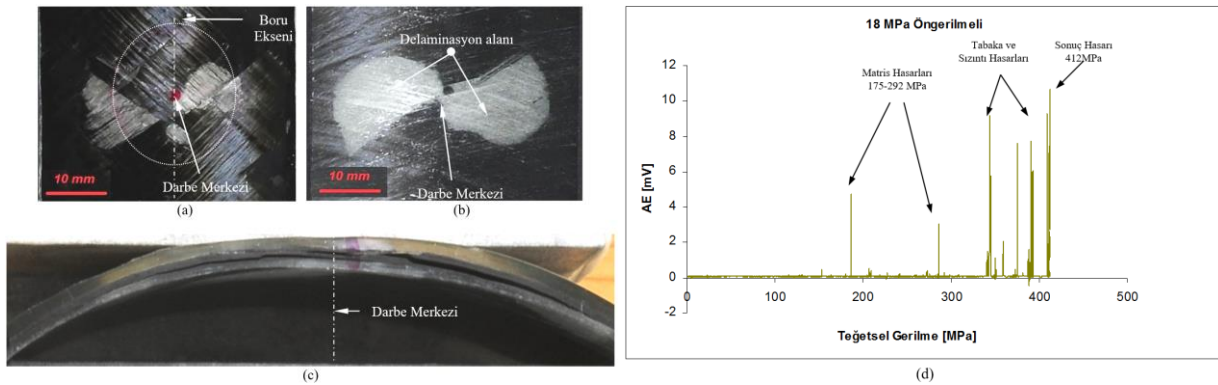 Boru
Ekseni
10 mm
Darbe Merkezi
(a)
Delaminasyon alanı
10 mm
Darbe Merkezi
(b)
Darbe Merkezi
(c)
18 MPa Öngerilmeli
Matris Hasarları
175-292 MPa
Tabaka ve
Sızıntı Hasarları
Sonuç Hasarı
412MPa
AE [mV]
12
10
8
6
4
2
0
-2
0
100
200
300
400
500
Teğetsel Gerilme [MPa]
(d)